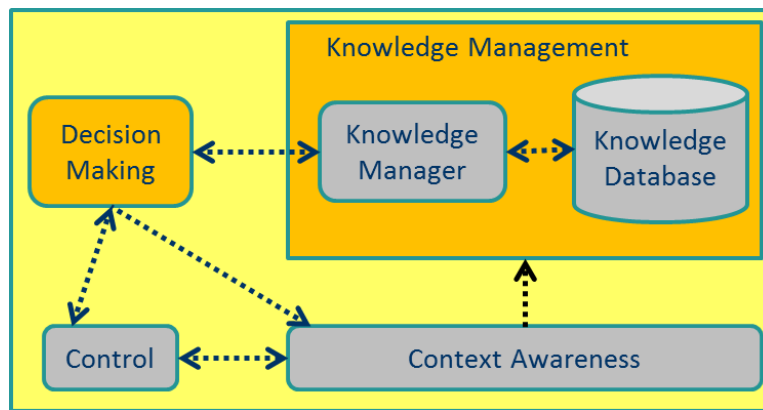 Knowledge Management
Decision
Making
Knowledge
Manager
Knowledge
Database
Control
Context Awareness